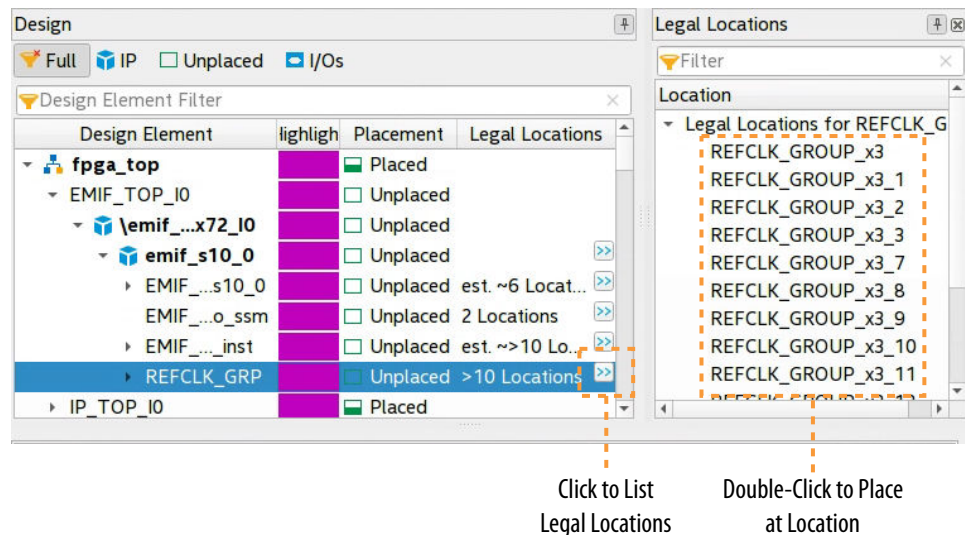 Design
Full IP Unplaced I/Os
Design Element Filter
Design Element Highligh Placement Legal Locations
fpga_top Placed
EMIF_TOP_I0 Unplaced
\emif_...x72_I0 Unplaced
emif_s10_0 Unplaced >>
EMIF_...s10_0 Unplaced est. ~6 Locat... >>
EMIF_...o_ssm Unplaced 2 Locations >>
EMIF_..._inst Unplaced est. ~>10 Lo... >>
REFCLK_GRP Unplaced >10 Locations >>
IP_TOP_I0 Placed
Legal Locations
Filter
Location
Legal Locations for REFCLK_G
REFCLK_GROUP_x3
REFCLK_GROUP_x3_1
REFCLK_GROUP_x3_2
REFCLK_GROUP_x3_3
REFCLK_GROUP_x3_7
REFCLK_GROUP_x3_8
REFCLK_GROUP_x3_9
REFCLK_GROUP_x3_10
REFCLK_GROUP_x3_11
Click to List
Legal Locations
Double-Click to Place
at Location